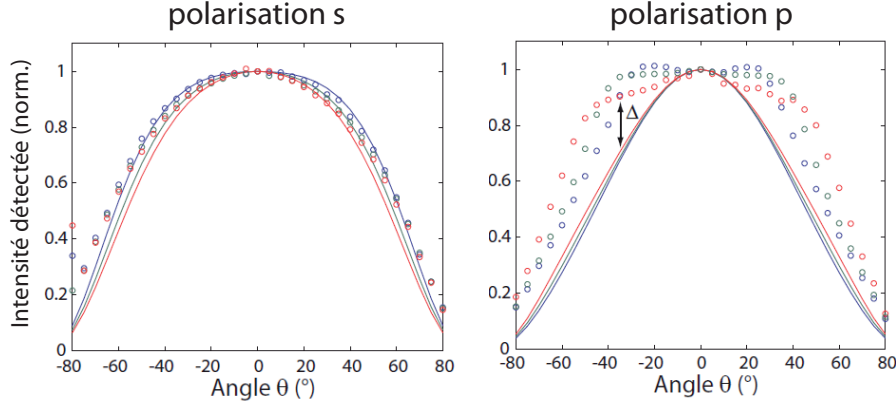 polarisation s
polarisation p
Intensité détectée (norm.)
1
0.8
0.6
0.4
0.2
0
-80 -60 -40 -20 0 20 40 60 80
Angle θ (°)
1
0.8
0.6
0.4
0.2
0
Δ
-80 -60 -40 -20 0 20 40 60 80
Angle θ (°)